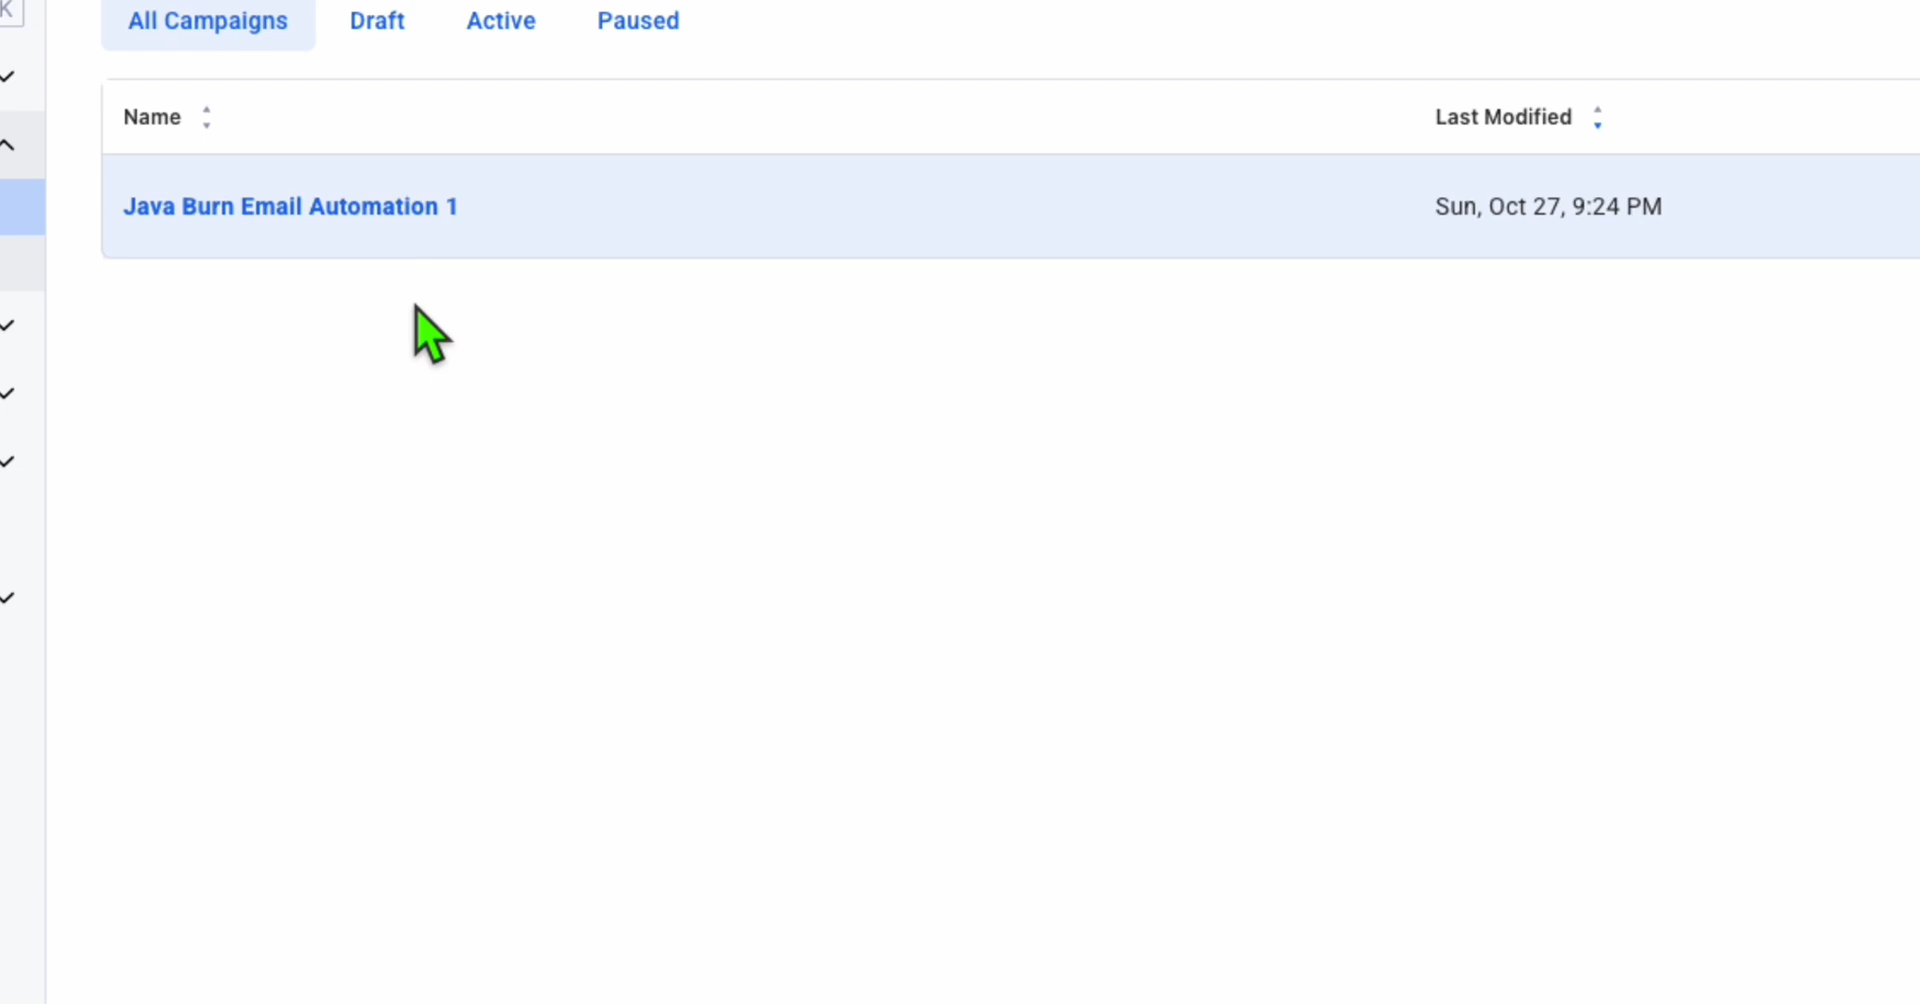 K
All Campaigns Draft Active Paused
Name Last Modified
Java Burn Email Automation 1 Sun, Oct 27, 9:24 PM